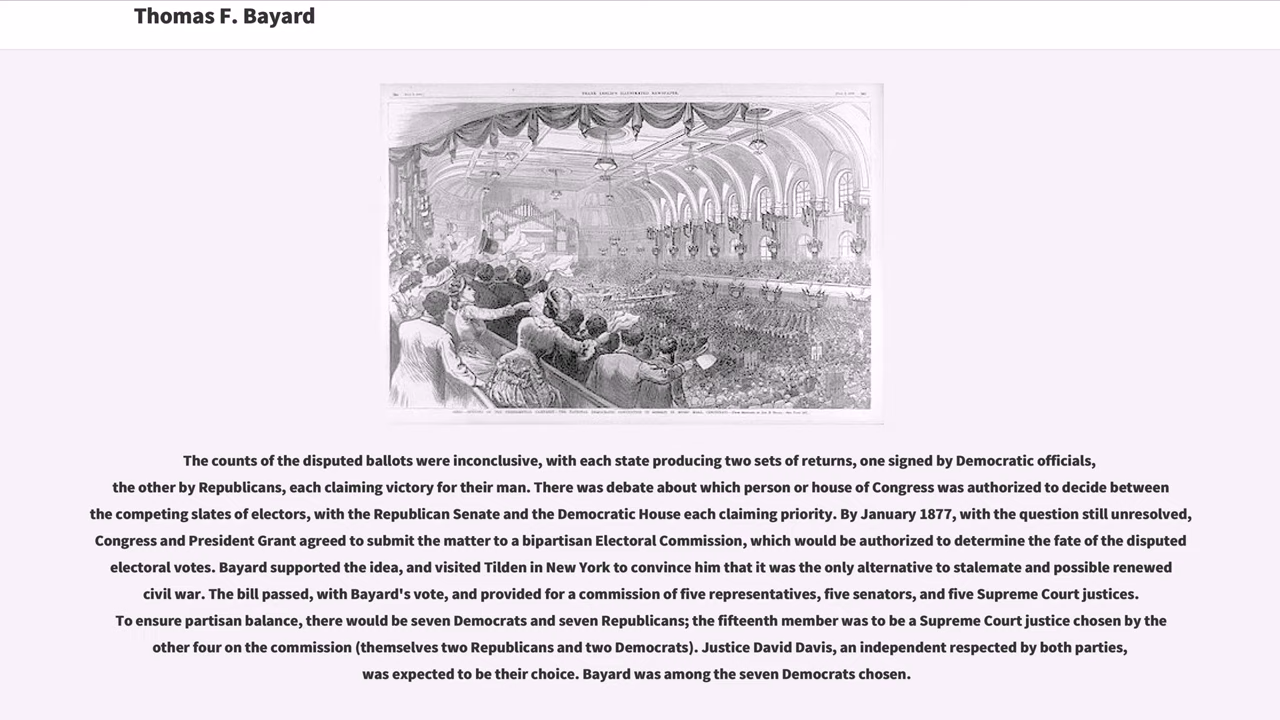 Thomas F. Bayard
FRANK LESLIE'S ILLUSTRATED NEWSPAPER.
The counts of the disputed ballots were inconclusive, with each state producing two sets of returns, one signed by Democratic officials,
the other by Republicans, each claiming victory for their man. There was debate about which person or house of Congress was authorized to decide between
the competing slates of electors, with the Republican Senate and the Democratic House each claiming priority. By January 1877, with the question still unresolved,
Congress and President Grant agreed to submit the matter to a bipartisan Electoral Commission, which would be authorized to determine the fate of the disputed
electoral votes. Bayard supported the idea, and visited Tilden in New York to convince him that it was the only alternative to stalemate and possible renewed
civil war. The bill passed, with Bayard's vote, and provided for a commission of five representatives, five senators, and five Supreme Court justices.
To ensure partisan balance, there would be seven Democrats and seven Republicans; the fifteenth member was to be a Supreme Court justice chosen by the
other four on the commission (themselves two Republicans and two Democrats). Justice David Davis, an independent respected by both parties,
was expected to be their choice. Bayard was among the seven Democrats chosen.